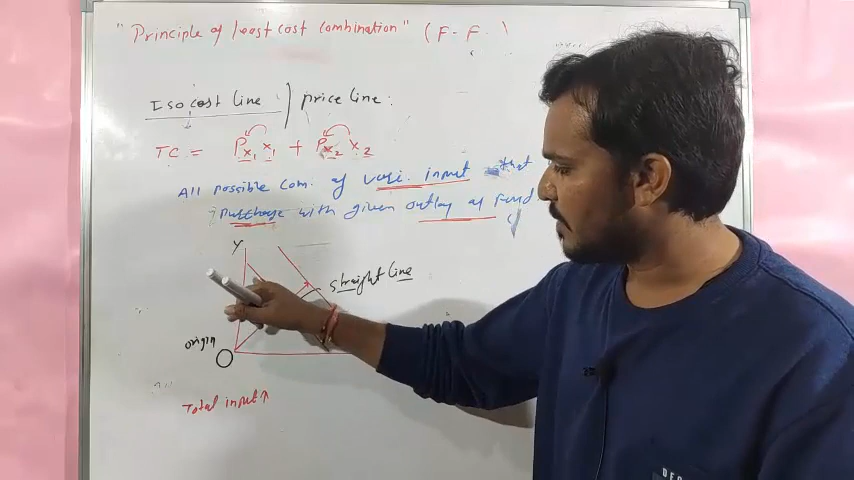 "Principle of least cost combination" (F-F )
Iso cost line / price line:
TC = Px₁ x₁ + Px₂ x₂
All possible com. of vari. input that
purchage with given outlay of fund
Y
straight line
origin
O
Total input ↑